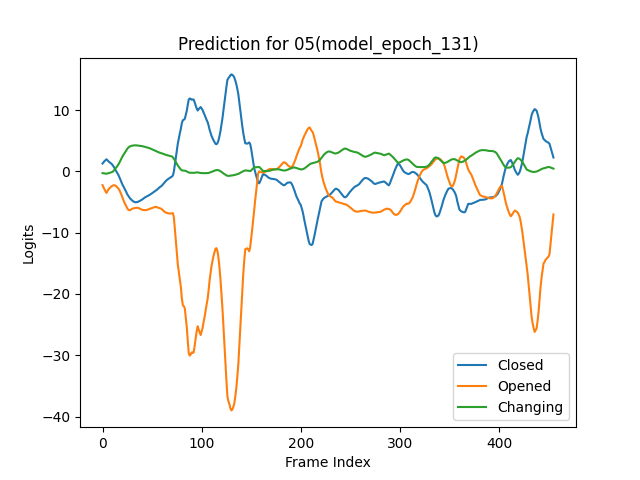 Prediction for 05(model_epoch_131)
Logits
10
0
−10
−20
−30
−40
0 100 200 300 400
Frame Index
Closed
Opened
Changing